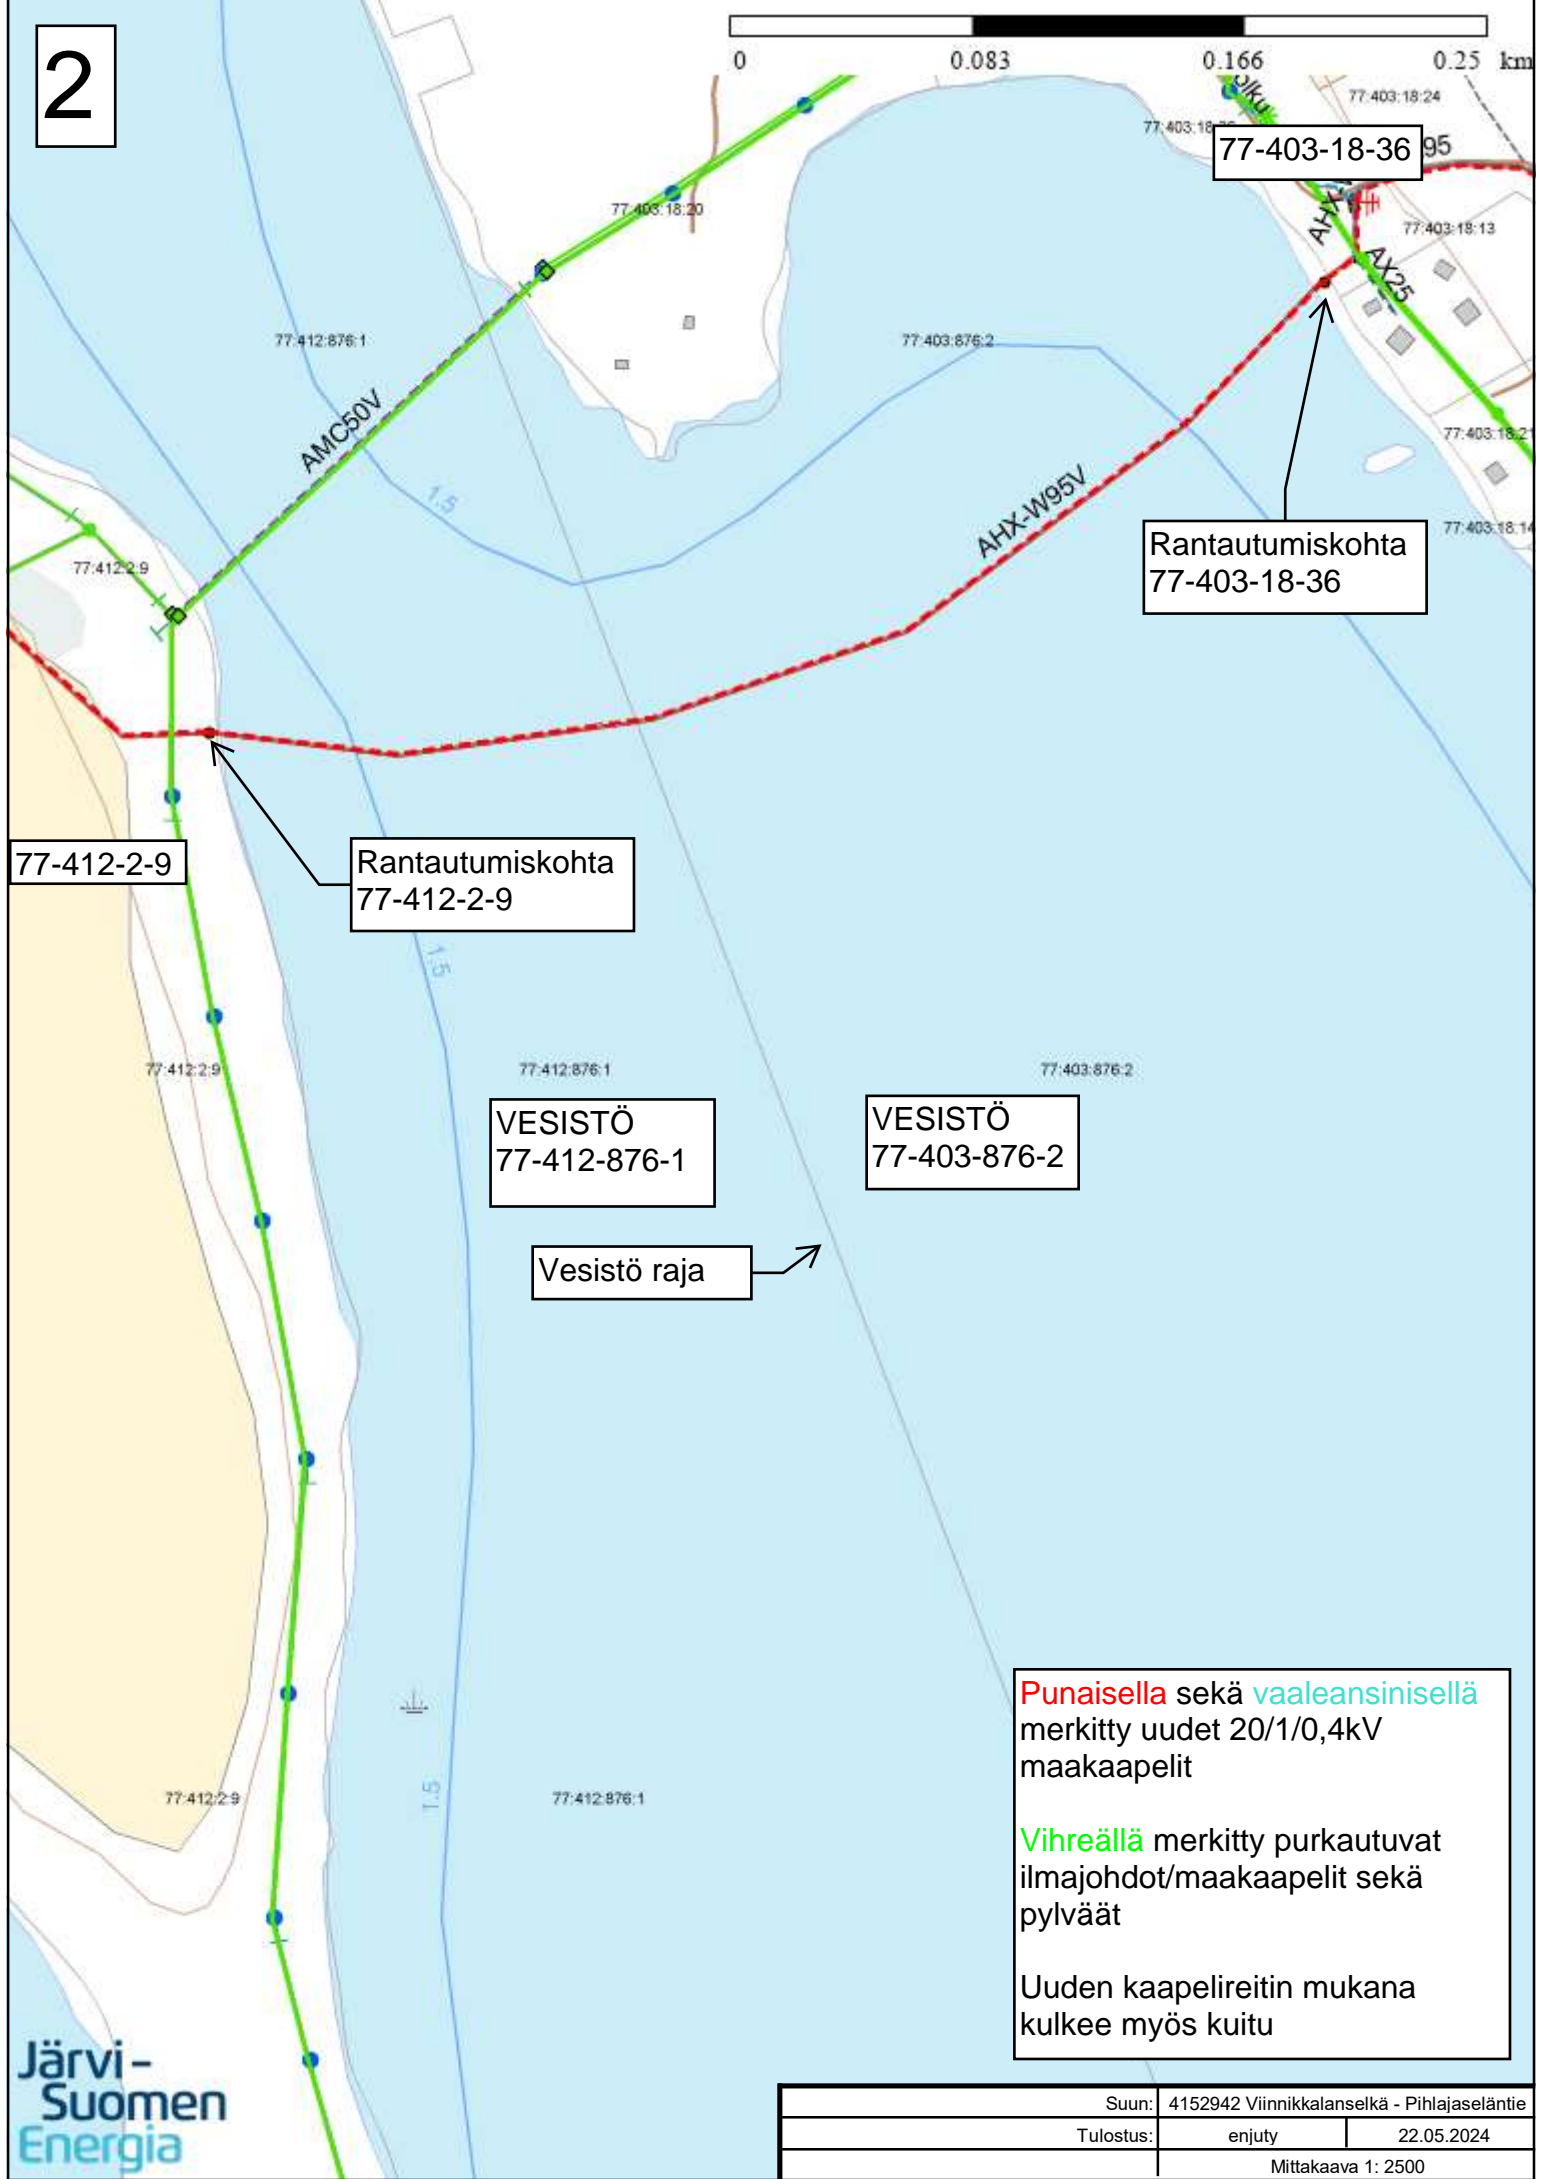 2
0 0.083 0.166 0.25 km
77:403:18:24
77-403-18-36
95
77:403:18:20
77:403:18:13
AX25
77:412:876:1
77:403:876:2
AMC50V
1.5
AHX-W95V
77:403:18:14
Rantautumiskohta
77-403-18-36
77:412:2:9
77-412-2-9
Rantautumiskohta
77-412-2-9
1.5
77:412:2:9
77:412:876:1
77:403:876:2
VESISTÖ
77-412-876-1
VESISTÖ
77-403-876-2
Vesistö raja
Punaisella sekä vaaleansinisellä
merkitty uudet 20/1/0,4kV
maakaapelit
Vihreällä merkitty purkautuvat
ilmajohdot/maakaapelit sekä
pylväät
Uuden kaapelireitin mukana
kulkee myös kuitu
77:412:2:9
1.5
77:412:876:1
Järvi-
Suomen
Energia
Suun: 4152942 Viinnikkalanselkä - Pihlajaseläntie
Tulostus: enjuty 22.05.2024
Mittakaava 1: 2500